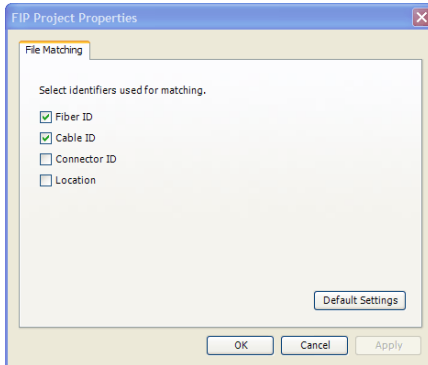 FIP Project Properties
File Matching
Select identifiers used for matching.
Fiber ID
Cable ID
Connector ID
Location
Default Settings
OK Cancel Apply